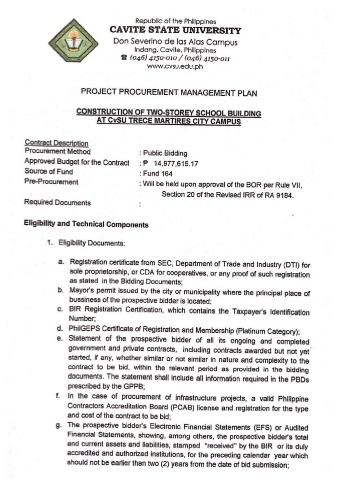 Republic of the Philippines
CAVITE STATE UNIVERSITY
Don Severino de las Alas Campus
Indang, Cavite, Philippines
☎ (046) 4150-010 / (046) 4150-011
www.cvsu.edu.ph
PROJECT PROCUREMENT MANAGEMENT PLAN
CONSTRUCTION OF TWO-STOREY SCHOOL BUILDING
AT CvSU TRECE MARTIRES CITY CAMPUS
Contract Description
Procurement Method : Public Bidding
Approved Budget for the Contract : ₱ 14,977,615.17
Source of Fund : Fund 164
Pre-Procurement : Will be held upon approval of the BOR per Rule VII,
Section 20 of the Revised IRR of RA 9184.
Required Documents :
Eligibility and Technical Components
1. Eligibility Documents:
a. Registration certificate from SEC, Department of Trade and Industry (DTI) for
sole proprietorship, or CDA for cooperatives, or any proof of such registration
as stated in the Bidding Documents;
b. Mayor's permit issued by the city or municipality where the principal place of
bussiness of the prospective bidder is located;
c. BIR Registration Certification, which contains the Taxpayer's Identification
Number;
d. PhilGEPS Certificate of Registration and Membership (Platinum Category);
e. Statement of the prospective bidder of all its ongoing and completed
government and private contracts, including contracts awarded but not yet
started, if any, whether similar or not similar in nature and complexity to the
contract to be bid, within the relevant period as provided in the bidding
documents. The statement shall include all information required in the PBDs
prescribed by the GPPB;
f. In the case of procurement of infrastructure projects, a valid Philippine
Contractors Accreditation Board (PCAB) license and registration for the type
and cost of the contract to be bid;
g. The prospective bidder's Electronic Financial Statements (EFS) or Audited
Financial Statements, showing, among others, the prospective bidder's total
and current assets and liabilities, stamped "received" by the BIR or its duly
accredited and authorized institutions, for the preceding calendar year which
should not be earlier than two (2) years from the date of bid submission;